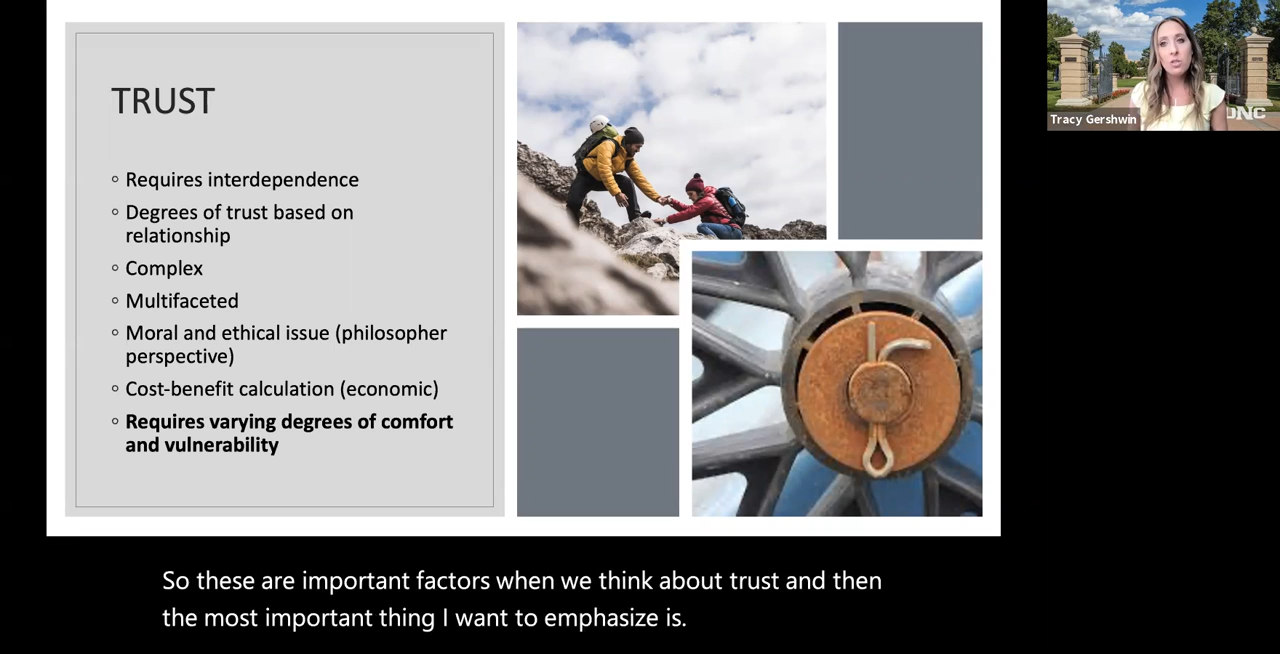 TRUST
◦ Requires interdependence
◦ Degrees of trust based on
relationship
◦ Complex
◦ Multifaceted
◦ Moral and ethical issue (philosopher
perspective)
◦ Cost-benefit calculation (economic)
◦ Requires varying degrees of comfort
and vulnerability
Tracy Gershwin
So these are important factors when we think about trust and then
the most important thing I want to emphasize is.